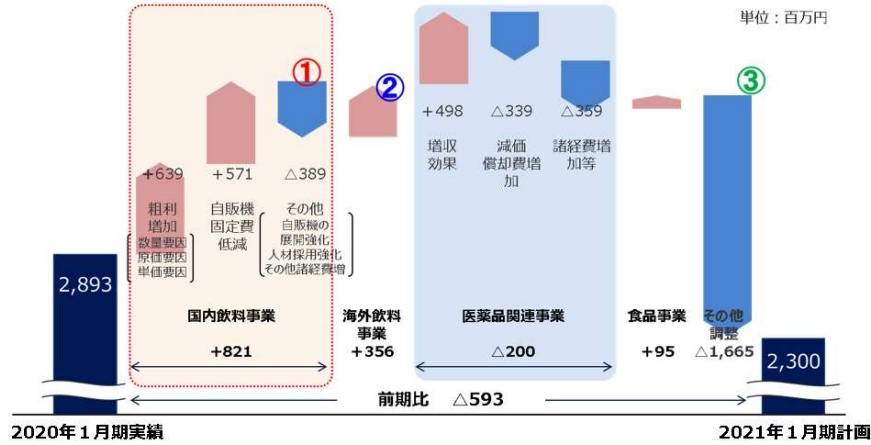 単位：百万円
①
②
③
+639
粗利
増加
数量要因
原価要因
単価要因
+571
自販機
固定費
低減
△389
その他
自販機の
展開強化
人材採用強化
その他諸経費増
+498
増収
効果
△339
減価
償却費増
加
△359
諸経費増
加等
2,893
国内飲料事業
+821
海外飲料
事業
+356
医薬品関連事業
△200
食品事業
+95
その他
調整
△1,665
2,300
前期比　△593
2020年１月期実績
2021年１月期計画